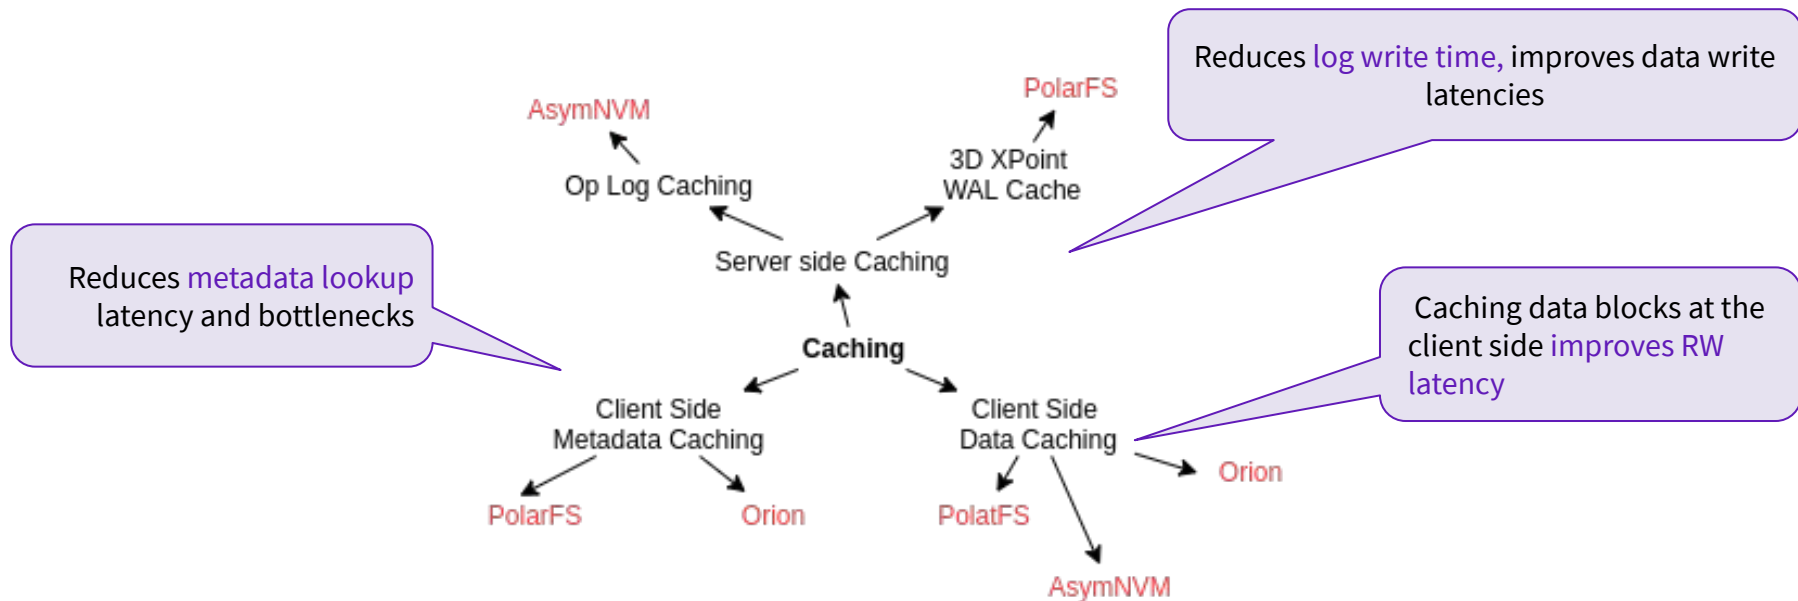 Reduces log write time, improves data write
latencies
PolarFS
AsymNVM
3D XPoint
WAL Cache
Op Log Caching
Server side Caching
Reduces metadata lookup
latency and bottlenecks
Caching data blocks at the
client side improves RW
latency
Caching
Client Side
Metadata Caching
Client Side
Data Caching
Orion
PolarFS
Orion
PolatFS
AsymNVM